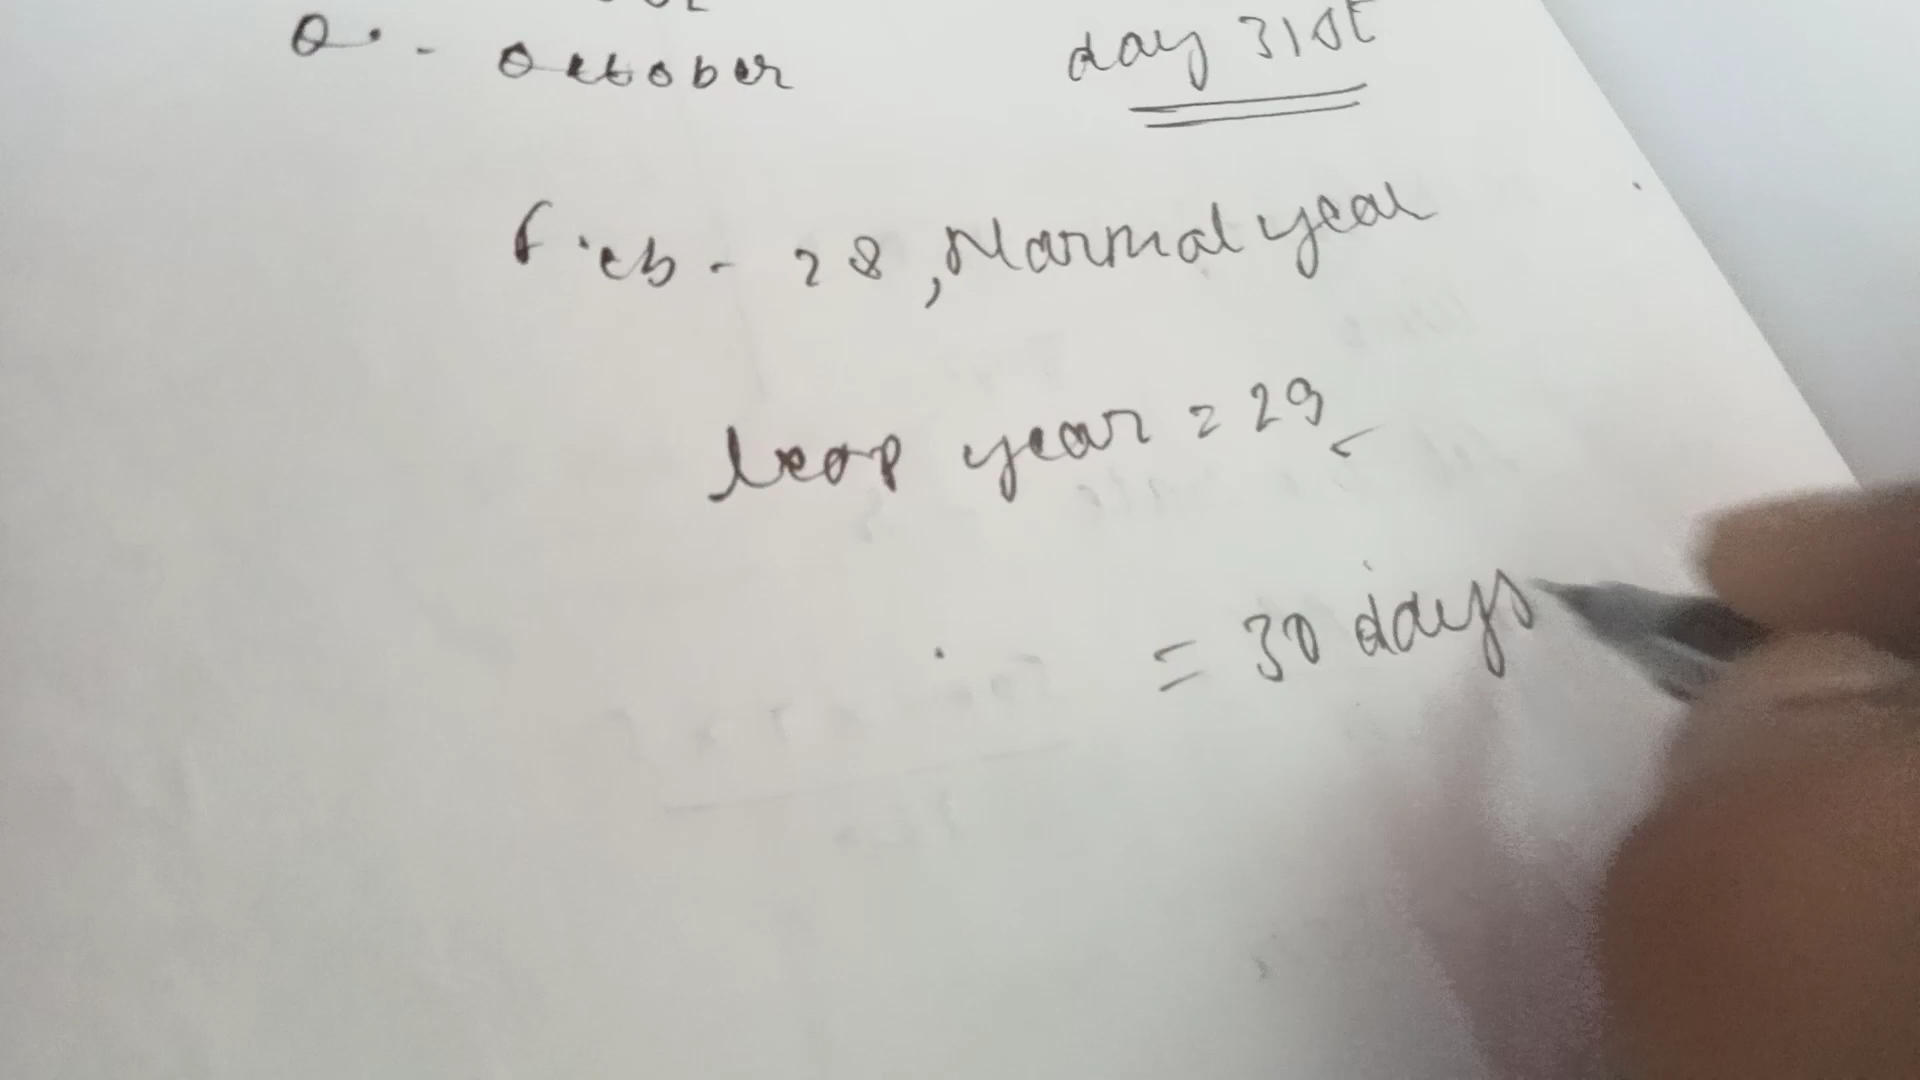 O. - October
day 31st
Feb - 28, Normal year
leap year = 29
= 30 days